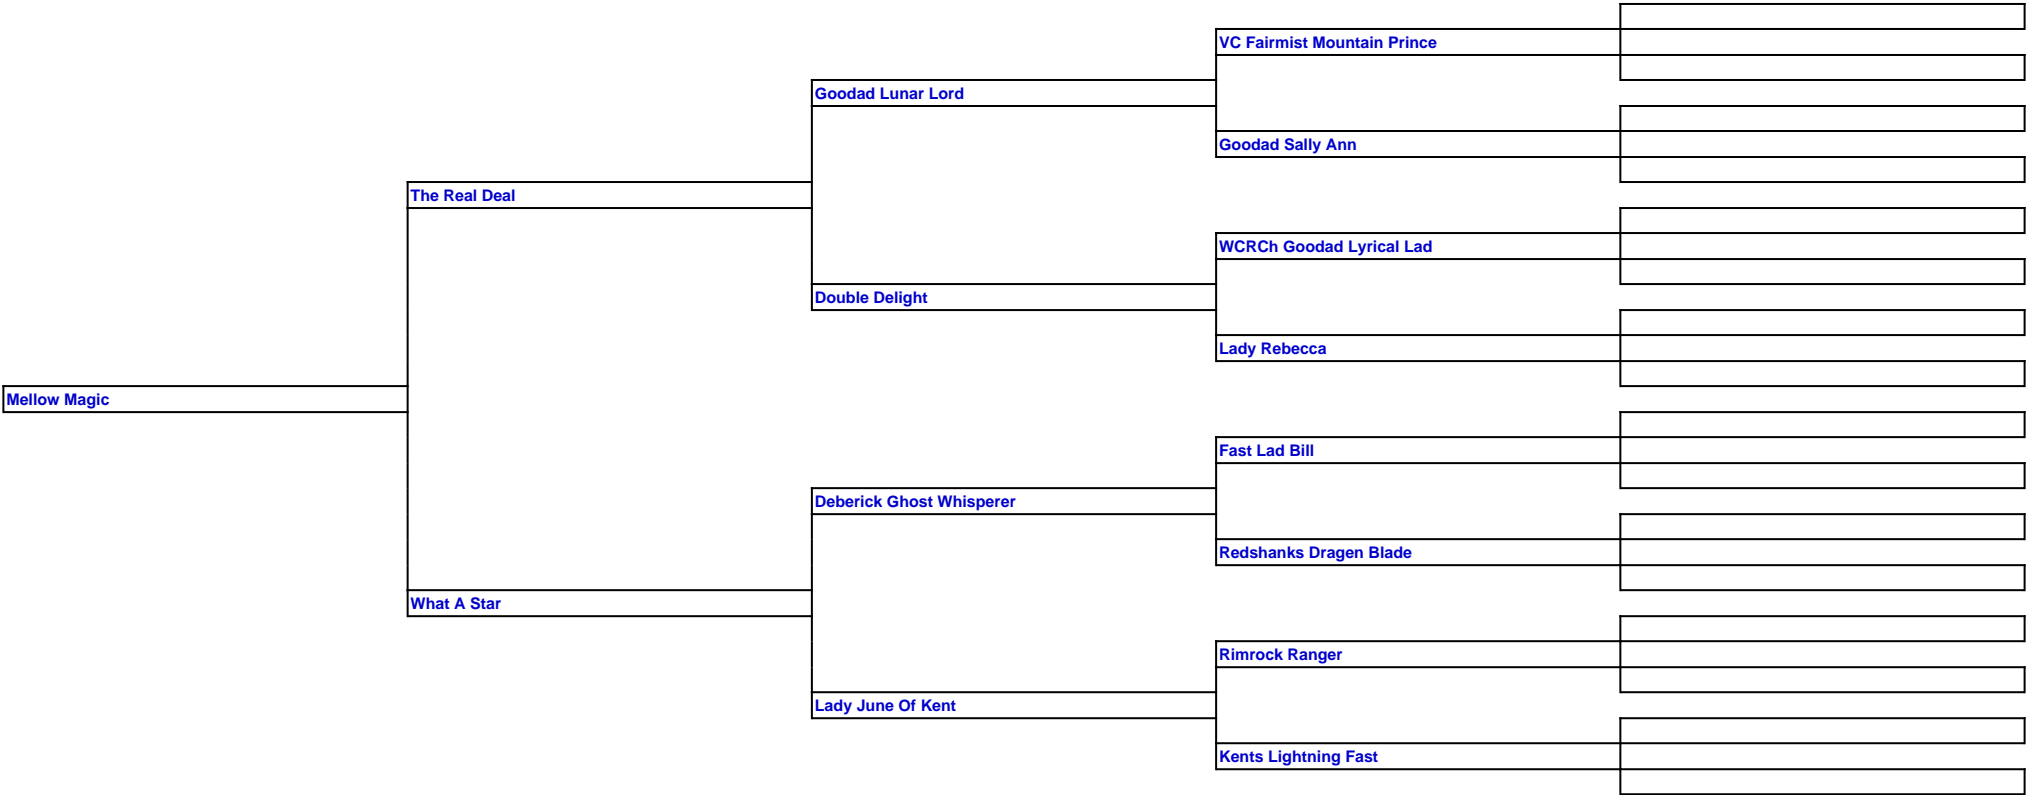 VC Fairmist Mountain Prince
Goodad Lunar Lord
Goodad Sally Ann
The Real Deal
WCRCh Goodad Lyrical Lad
Double Delight
Lady Rebecca
Mellow Magic
Fast Lad Bill
Deberick Ghost Whisperer
Redshanks Dragen Blade
What A Star
Rimrock Ranger
Lady June Of Kent
Kents Lightning Fast